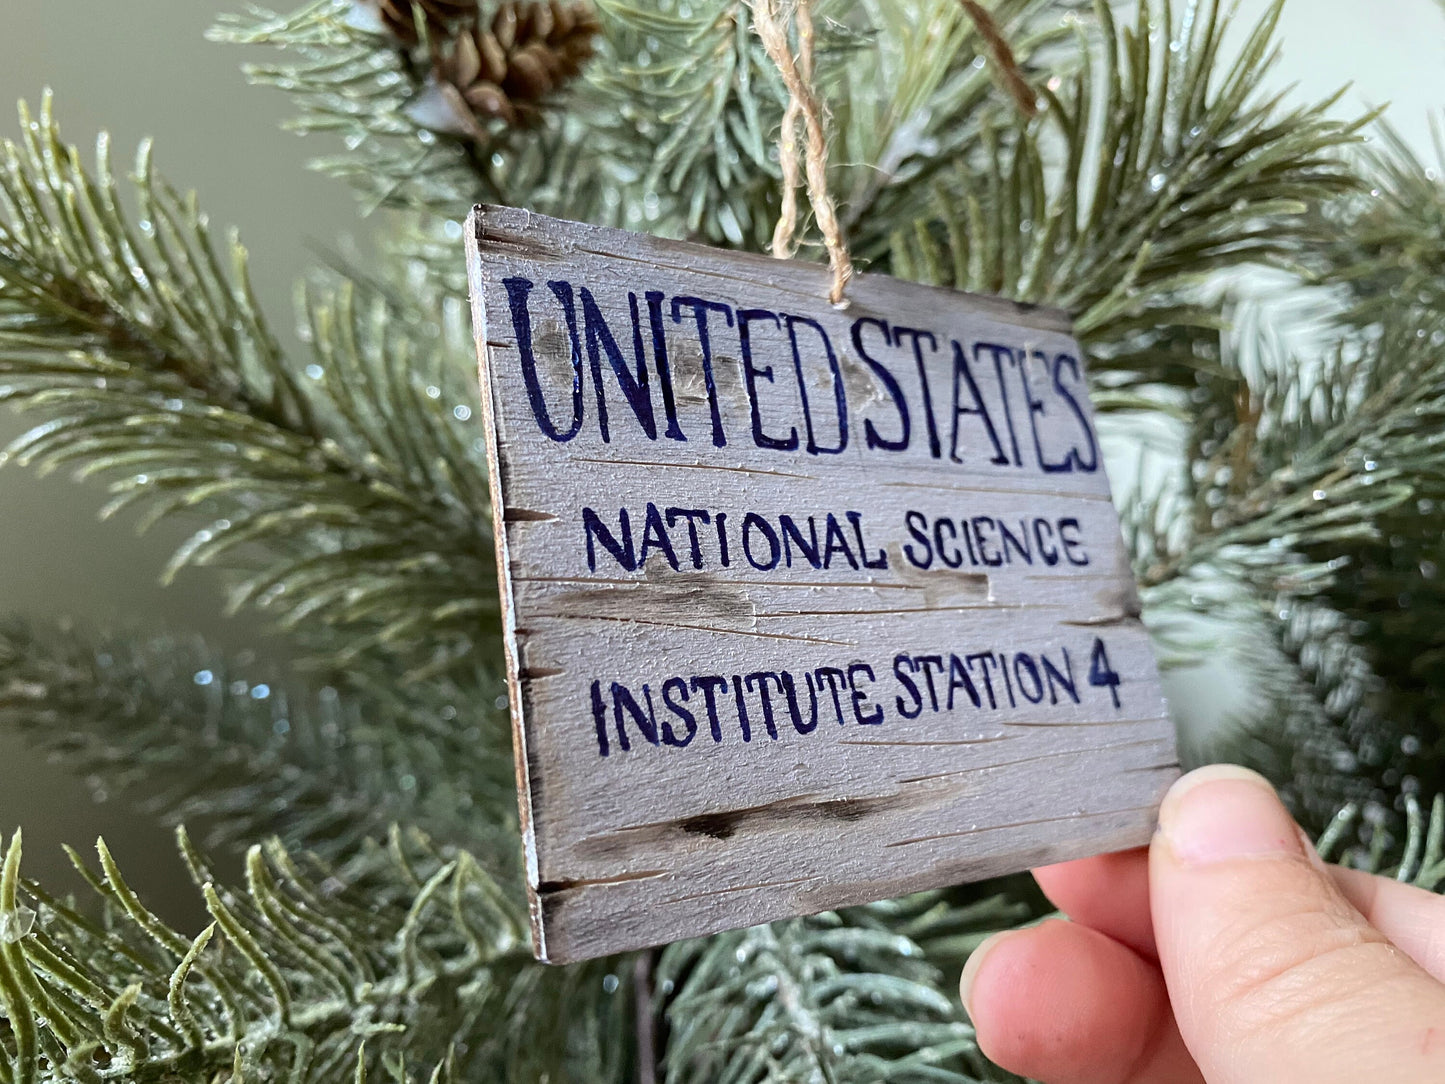 UNITED STATES
NATIONAL SCIENCE
INSTITUTE STATION 4